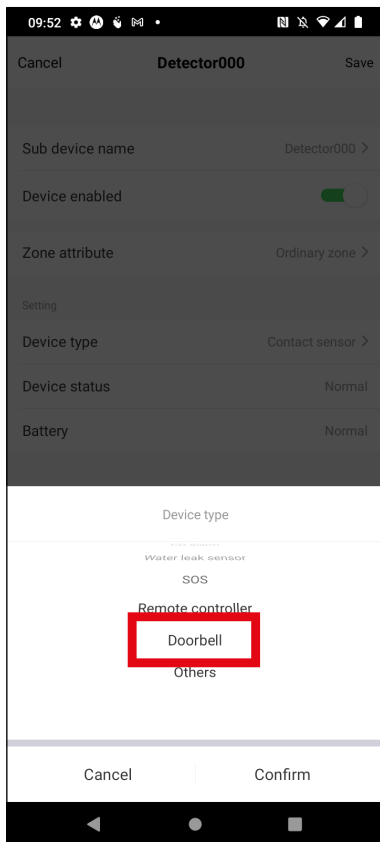 09:52
Cancel Detector000 Save
Sub device name Detector000
Device enabled
Zone attribute Ordinary zone
Setting
Device type Contact sensor
Device status Normal
Battery Normal
Device type
Water leak sensor
SOS
Remote controller
Doorbell
Others
Cancel Confirm